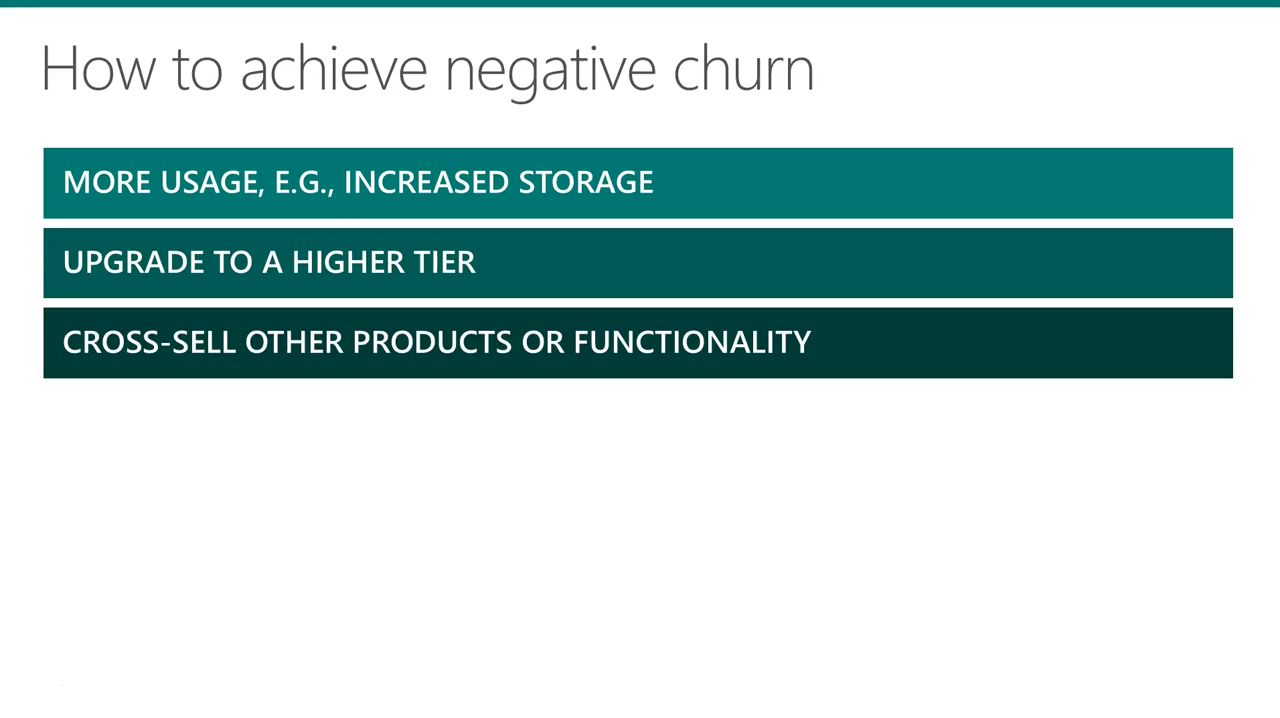 How to achieve negative churn
MORE USAGE, E.G., INCREASED STORAGE
UPGRADE TO A HIGHER TIER
CROSS-SELL OTHER PRODUCTS OR FUNCTIONALITY